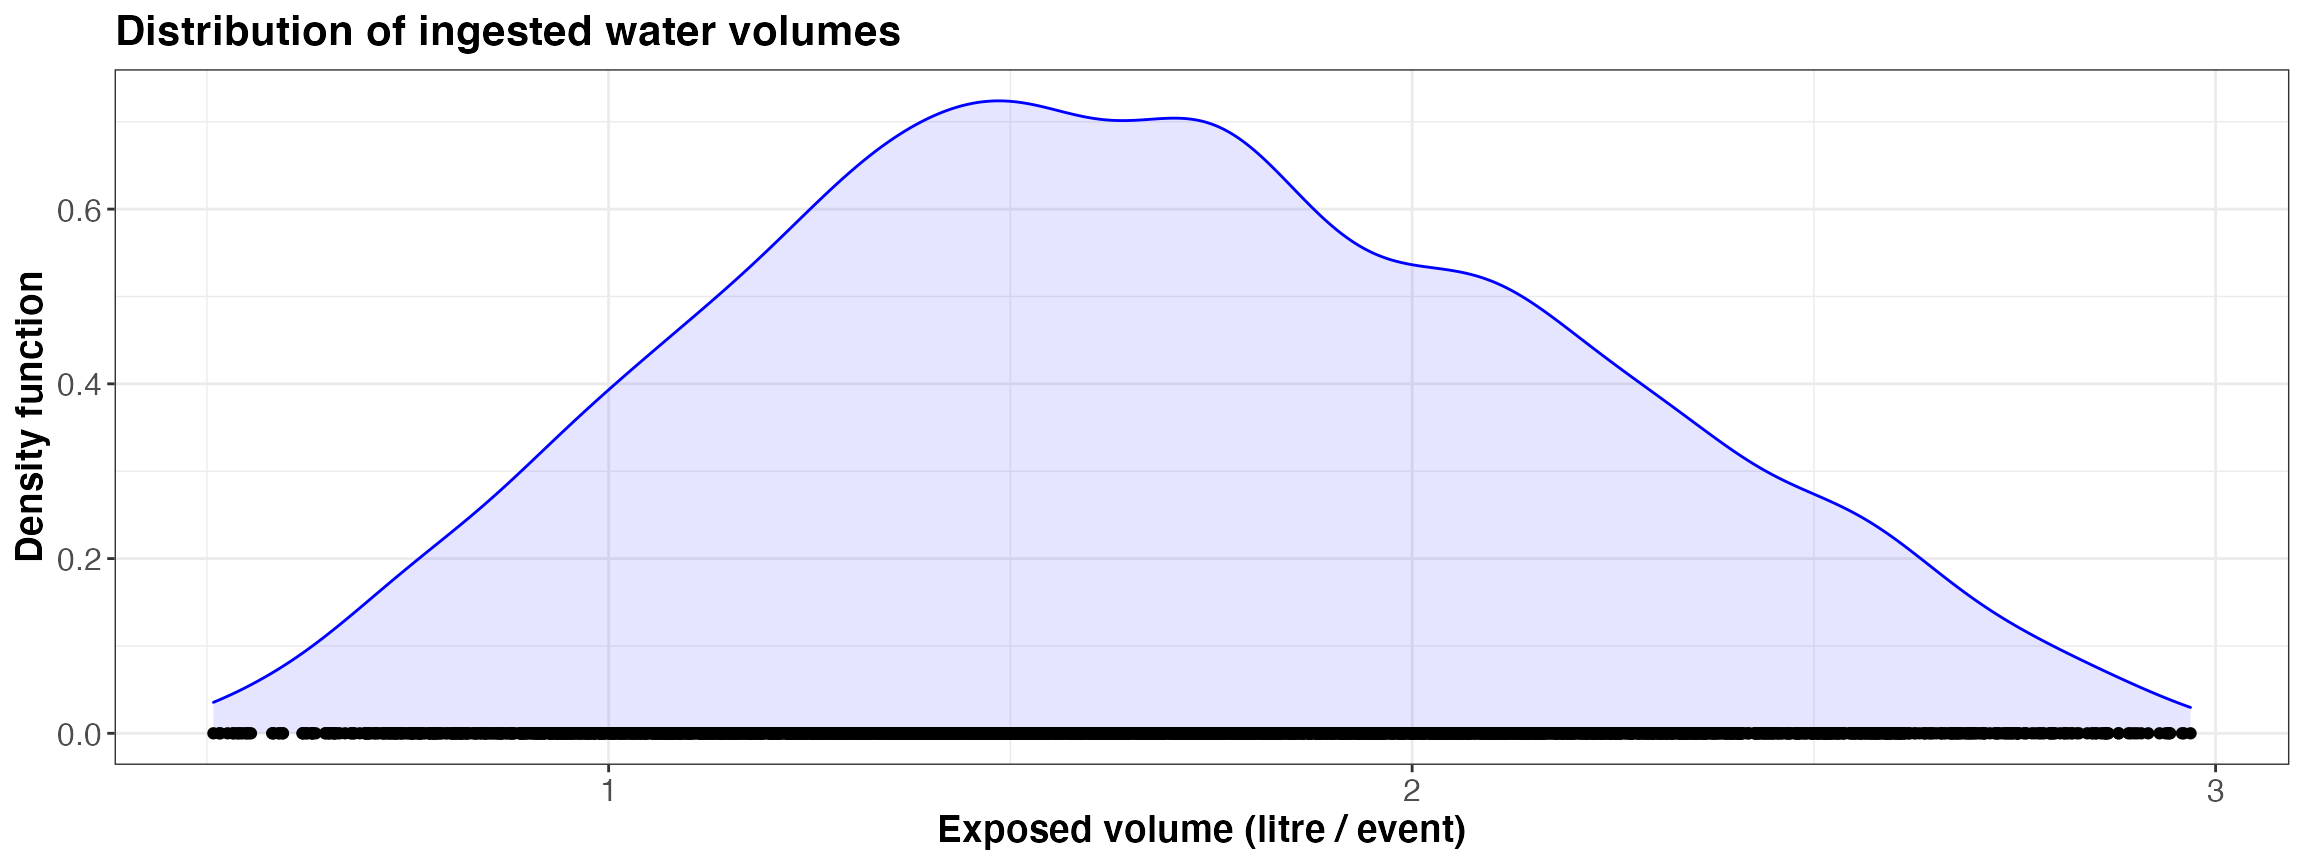 Distribution of ingested water volumes
Density function
0.6
0.4
0.2
0.0
1 2 3
Exposed volume (litre / event)